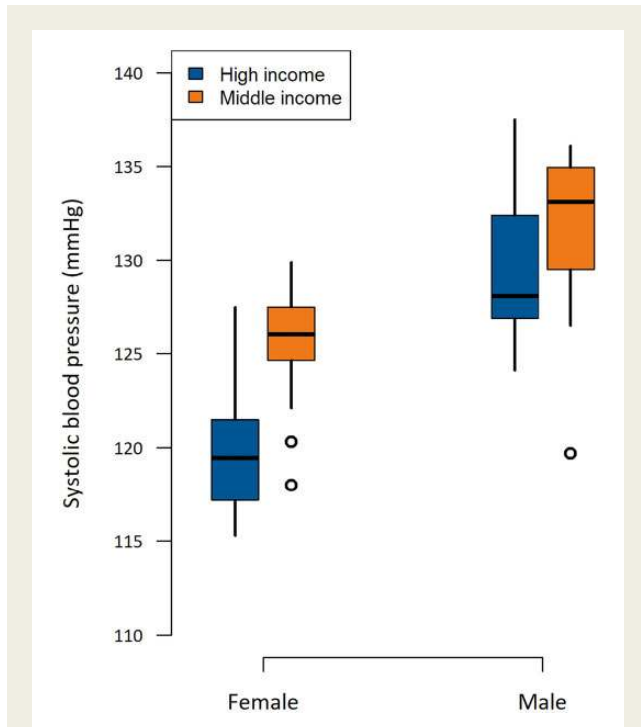 High income
Middle income
Systolic blood pressure (mmHg)
140
135
130
125
120
115
110
Female
Male